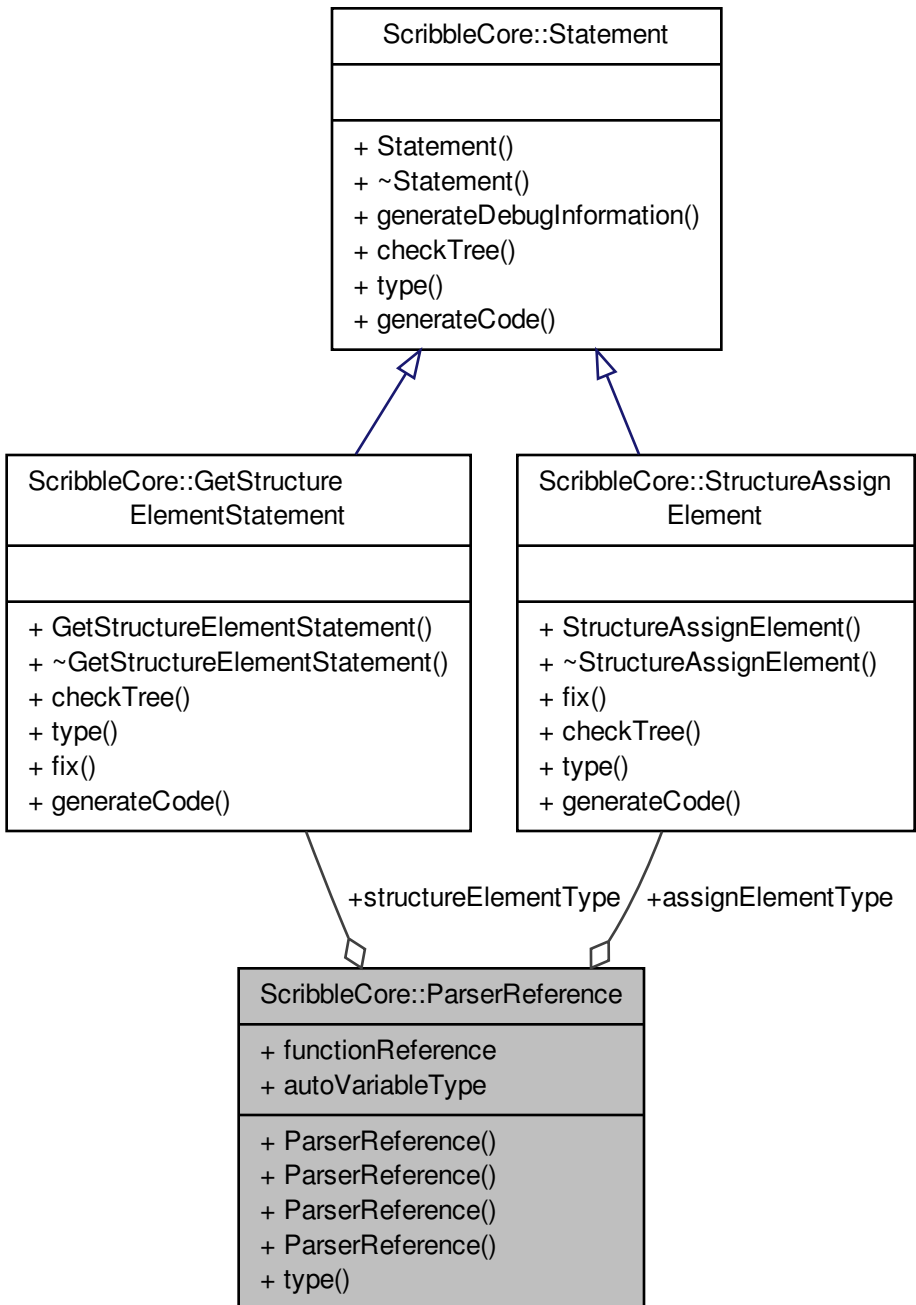 ScribbleCore::Statement
+ Statement()
+ ~Statement()
+ generateDebugInformation()
+ checkTree()
+ type()
+ generateCode()
ScribbleCore::GetStructure
ElementStatement
+ GetStructureElementStatement()
+ ~GetStructureElementStatement()
+ checkTree()
+ type()
+ fix()
+ generateCode()
ScribbleCore::StructureAssign
Element
+ StructureAssignElement()
+ ~StructureAssignElement()
+ fix()
+ checkTree()
+ type()
+ generateCode()
+structureElementType
+assignElementType
ScribbleCore::ParserReference
+ functionReference
+ autoVariableType
+ ParserReference()
+ ParserReference()
+ ParserReference()
+ ParserReference()
+ type()